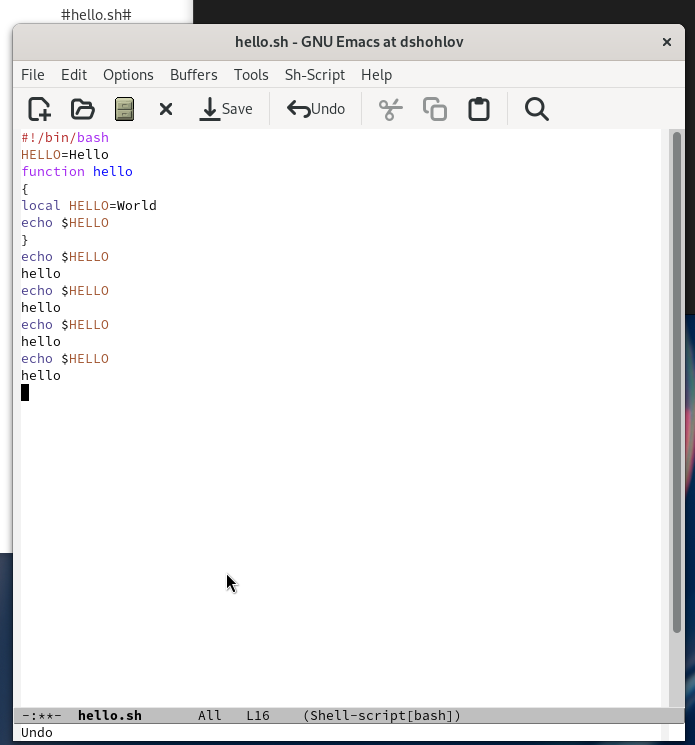 #hello.sh#
hello.sh - GNU Emacs at dshohlov
File Edit Options Buffers Tools Sh-Script Help
Save Undo
#!/bin/bash
HELLO=Hello
function hello
{
local HELLO=World
echo $HELLO
}
echo $HELLO
hello
echo $HELLO
hello
echo $HELLO
hello
echo $HELLO
hello
-:**- hello.sh All L16 (Shell-script[bash])
Undo